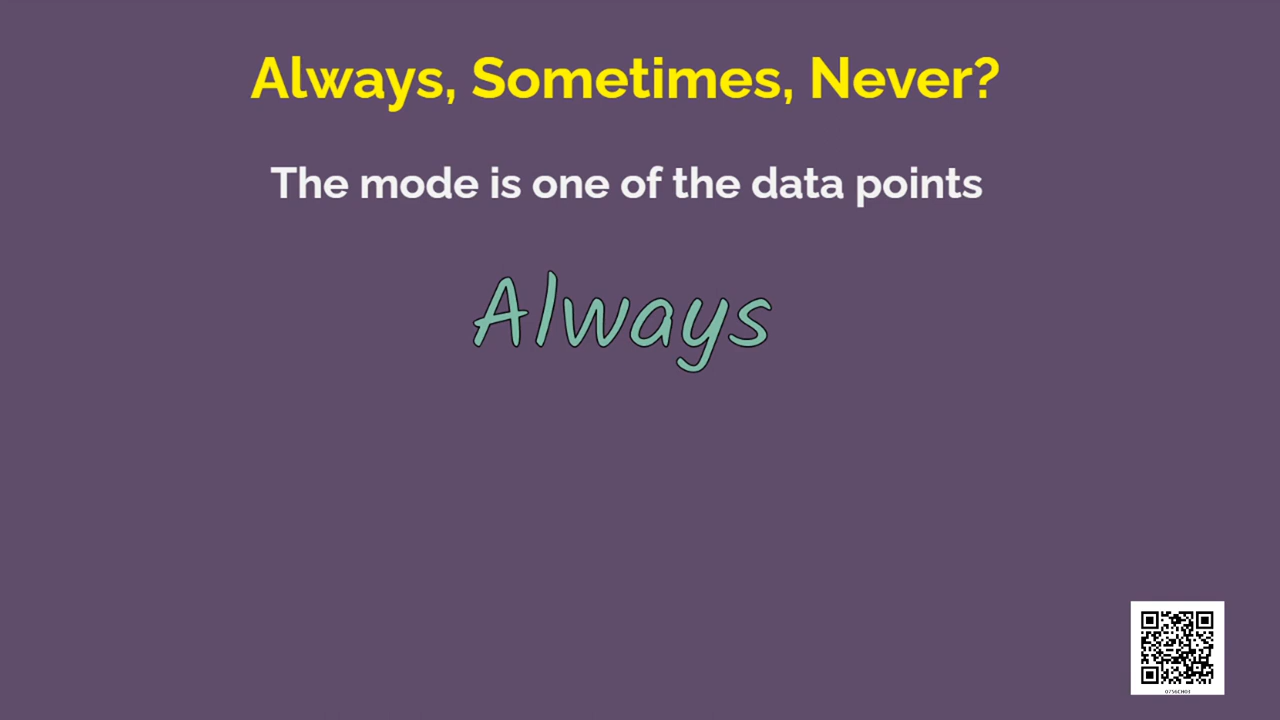 Always, Sometimes, Never?
The mode is one of the data points
Always